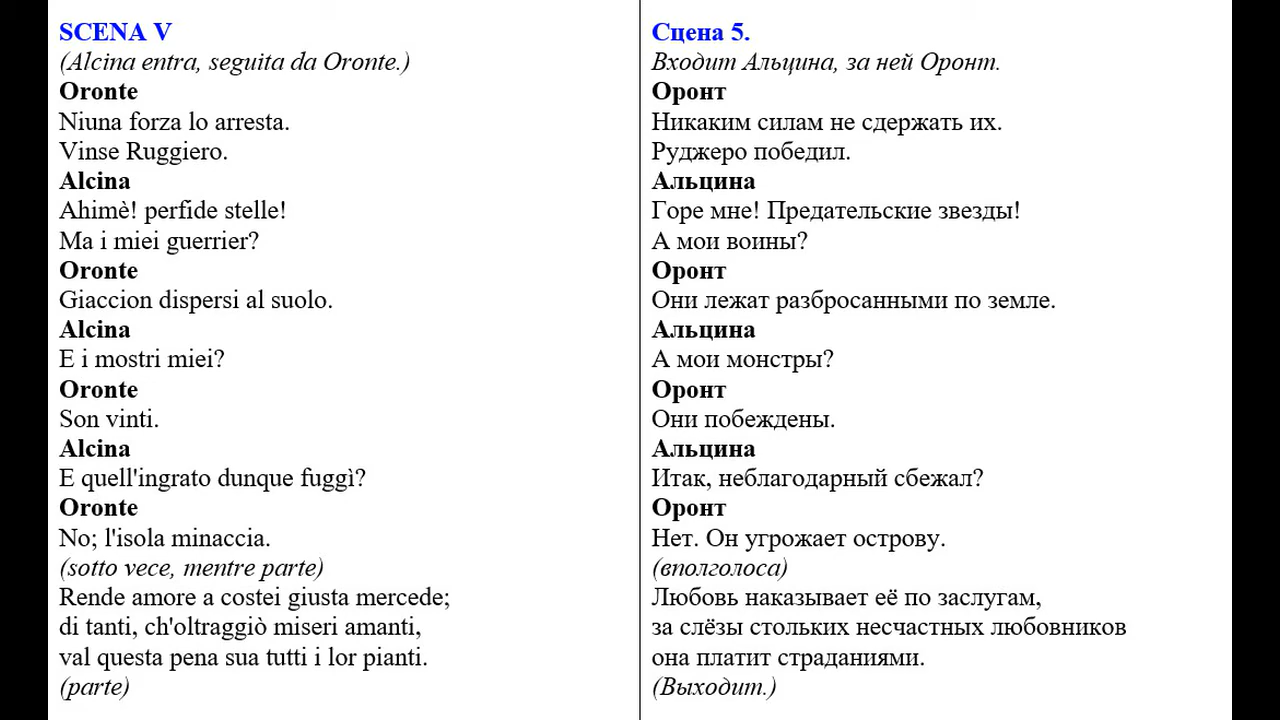 SCENA V
(Alcina entra, seguita da Oronte.)
Oronte
Niuna forza lo arresta.
Vinse Ruggiero.
Alcina
Ahimè! perfide stelle!
Ma i miei guerrier?
Oronte
Giaccion dispersi al suolo.
Alcina
E i mostri miei?
Oronte
Son vinti.
Alcina
E quell'ingrato dunque fuggì?
Oronte
No; l'isola minaccia.
(sotto vece, mentre parte)
Rende amore a costei giusta mercede;
di tanti, ch'oltraggiò miseri amanti,
val questa pena sua tutti i lor pianti.
(parte)
Сцена 5.
Входит Альцина, за ней Оронт.
Оронт
Никаким силам не сдержать их.
Руджеро победил.
Альцина
Горе мне! Предательские звезды!
А мои воины?
Оронт
Они лежат разбросанными по земле.
Альцина
А мои монстры?
Оронт
Они побеждены.
Альцина
Итак, неблагодарный сбежал?
Оронт
Нет. Он угрожает острову.
(вполголоса)
Любовь наказывает её по заслугам,
за слёзы стольких несчастных любовников
она платит страданиями.
(Выходит.)